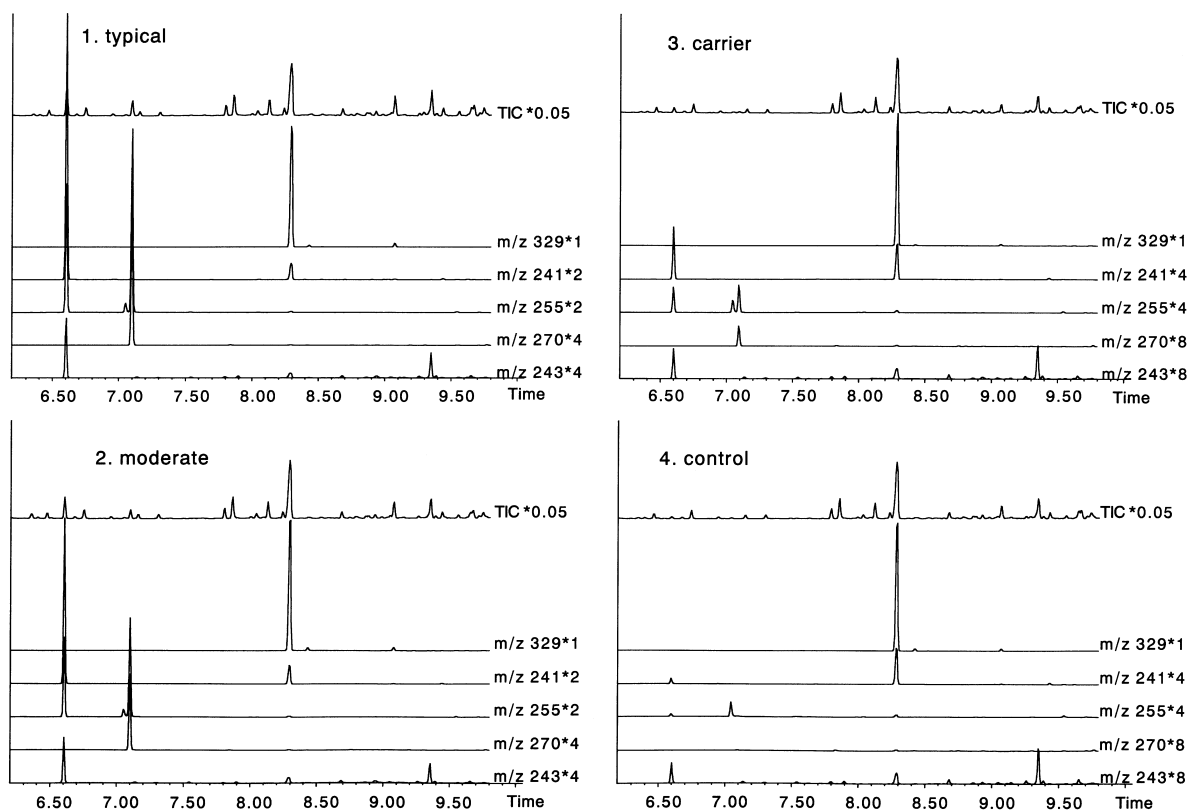 1. typical
TIC *0.05
m/z 329*1
m/z 241*2
m/z 255*2
m/z 270*4
m/z 243*4
6.50 7.00 7.50 8.00 8.50 9.00 9.50 Time
3. carrier
TIC *0.05
m/z 329*1
m/z 241*4
m/z 255*4
m/z 270*8
m/z 243*8
6.50 7.00 7.50 8.00 8.50 9.00 9.50 Time
2. moderate
TIC *0.05
m/z 329*1
m/z 241*2
m/z 255*2
m/z 270*4
m/z 243*4
6.50 7.00 7.50 8.00 8.50 9.00 9.50 Time
4. control
TIC *0.05
m/z 329*1
m/z 241*4
m/z 255*4
m/z 270*8
m/z 243*8
6.50 7.00 7.50 8.00 8.50 9.00 9.50 Time